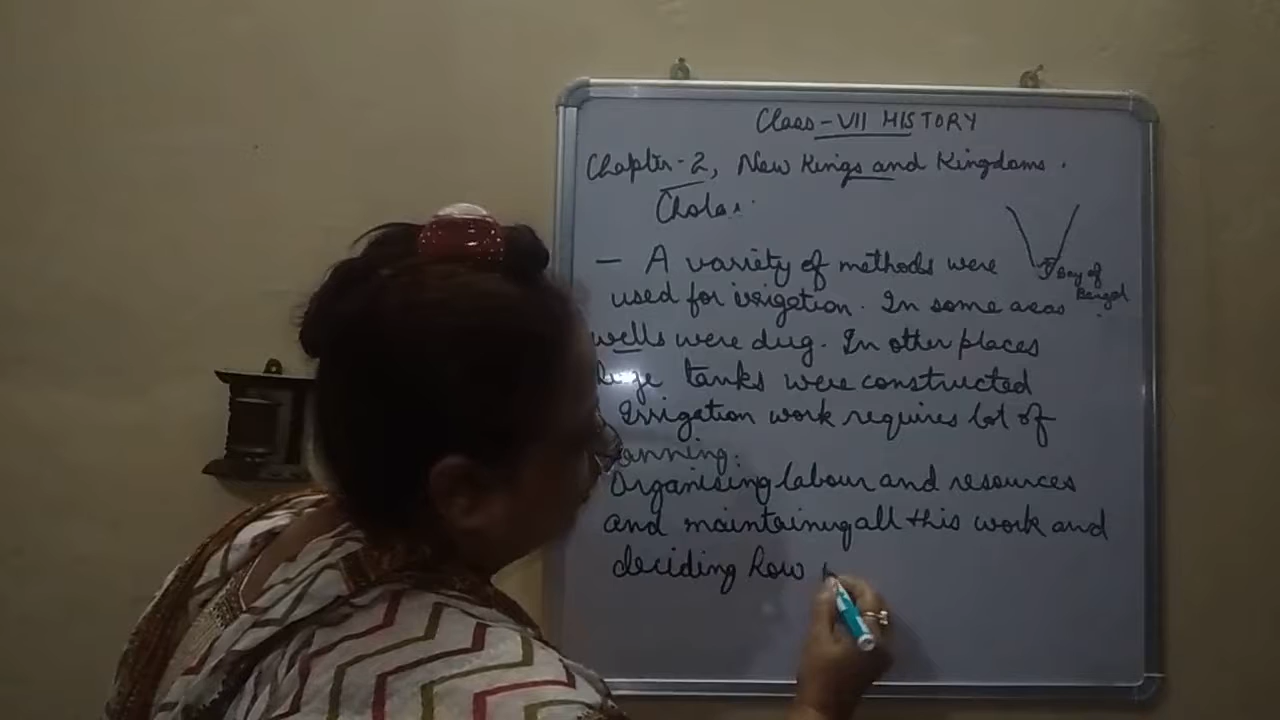 Class-VII HISTORY
Chapter-2, New Kings and Kingdoms.
Cholas.
— A variety of methods were
used for irrigation. In some areas
wells were dug. In other places
tanks were constructed
Irrigation work requires lot of
Organising labour and resources
and maintaining all this work and
deciding how
Bay of
Bengal